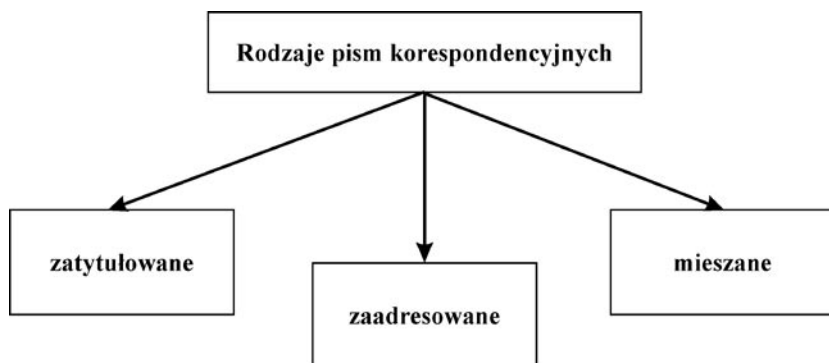 Rodzaje pism korespondencyjnych
zatytułowane
zaadresowane
mieszane